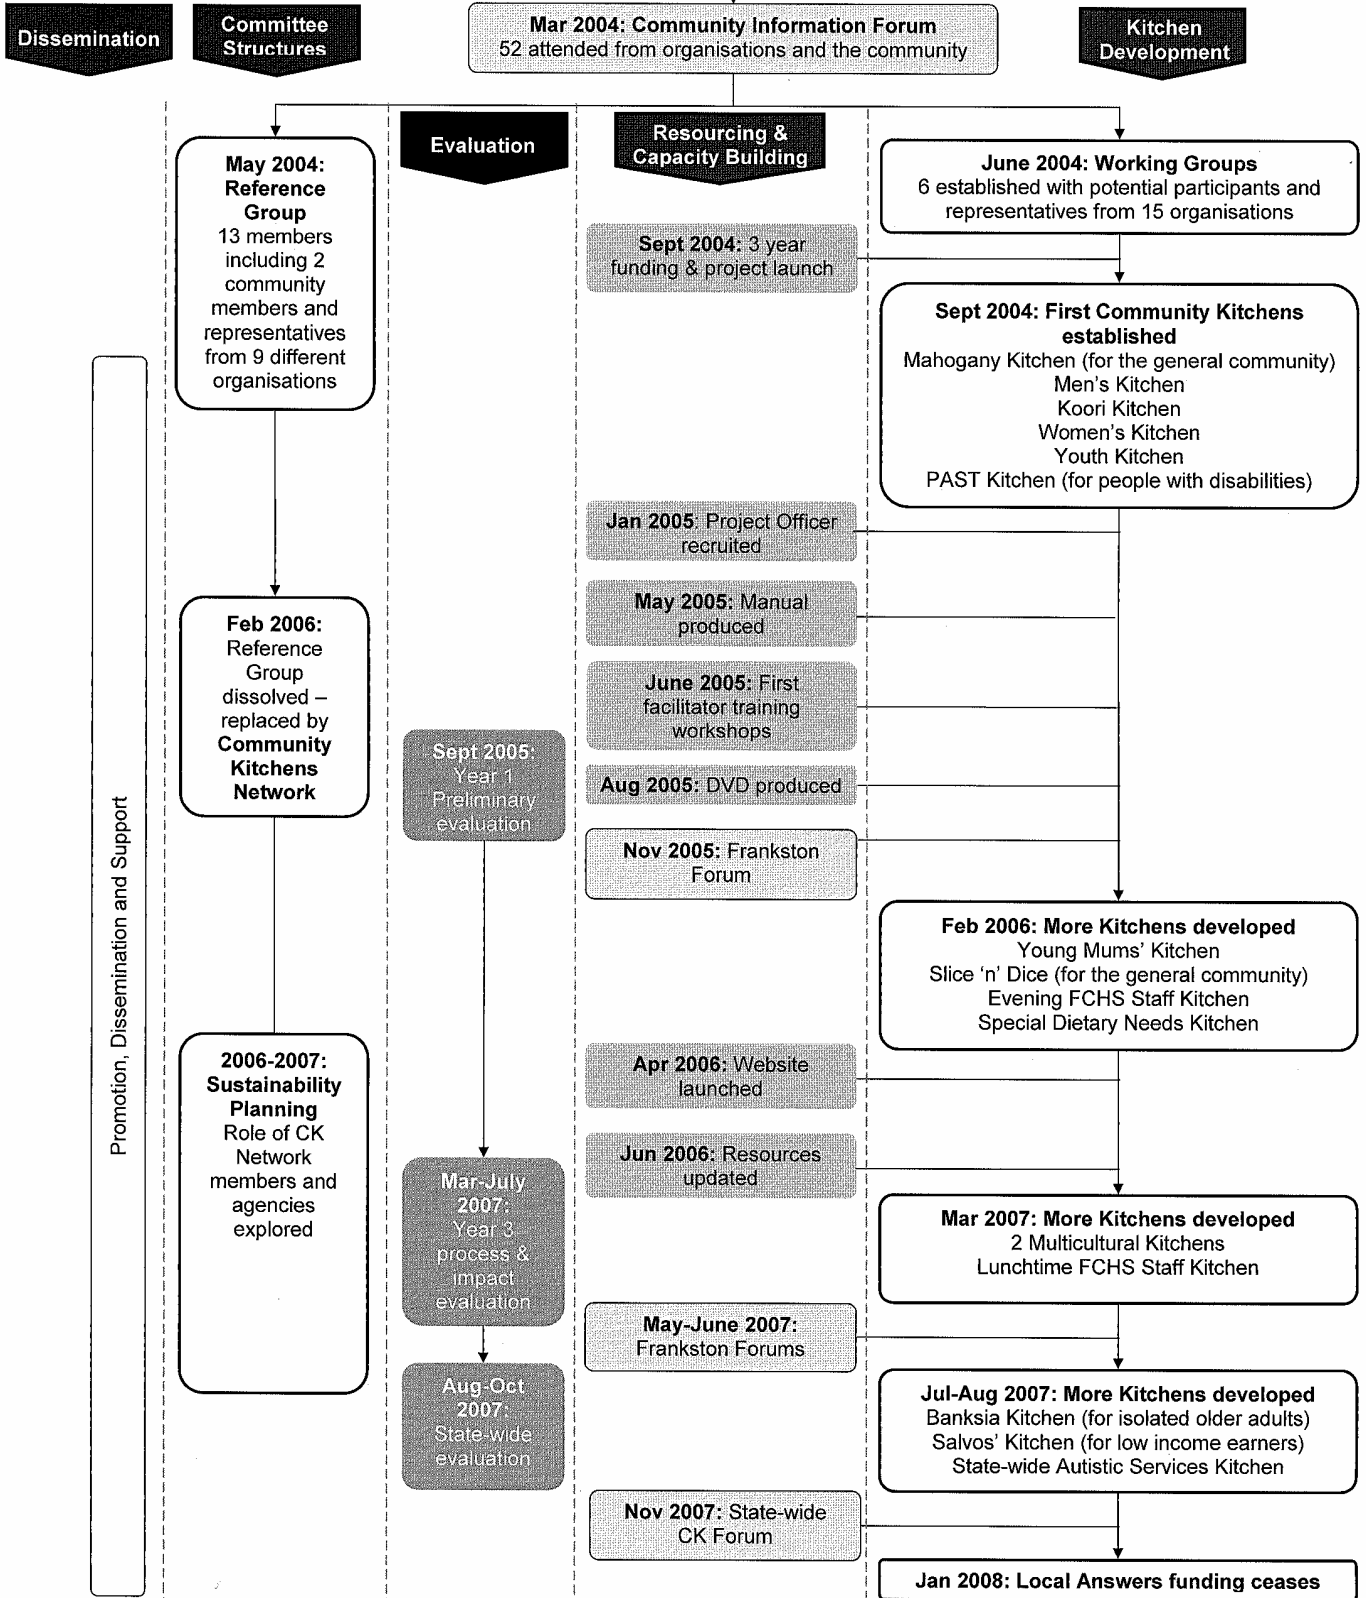 Dissemination
Committee
Structures
Mar 2004: Community Information Forum
52 attended from organisations and the community
Kitchen
Development
Evaluation
Resourcing &
Capacity Building
May 2004:
Reference
Group
13 members
including 2
community
members and
representatives
from 9 different
organisations
June 2004: Working Groups
6 established with potential participants and
representatives from 15 organisations
Sept 2004: 3 year
funding & project launch
Sept 2004: First Community Kitchens
established
Mahogany Kitchen (for the general community)
Men's Kitchen
Koori Kitchen
Women's Kitchen
Youth Kitchen
PAST Kitchen (for people with disabilities)
Jan 2005: Project Officer
recruited
May 2005: Manual
produced
June 2005: First
facilitator training
workshops
Aug 2005: DVD produced
Nov 2005: Frankston
Forum
Feb 2006:
Reference
Group
dissolved –
replaced by
Community
Kitchens
Network
Sept 2005:
Year 1
Preliminary
evaluation
Promotion, Dissemination and Support
Feb 2006: More Kitchens developed
Young Mums' Kitchen
Slice 'n' Dice (for the general community)
Evening FCHS Staff Kitchen
Special Dietary Needs Kitchen
2006-2007:
Sustainability
Planning
Role of CK
Network
members and
agencies
explored
Apr 2006: Website
launched
Jun 2006: Resources
updated
Mar-July
2007:
Year 3
process &
impact
evaluation
Mar 2007: More Kitchens developed
2 Multicultural Kitchens
Lunchtime FCHS Staff Kitchen
May-June 2007:
Frankston Forums
Aug-Oct
2007:
State-wide
evaluation
Jul-Aug 2007: More Kitchens developed
Banksia Kitchen (for isolated older adults)
Salvos' Kitchen (for low income earners)
State-wide Autistic Services Kitchen
Nov 2007: State-wide
CK Forum
Jan 2008: Local Answers funding ceases